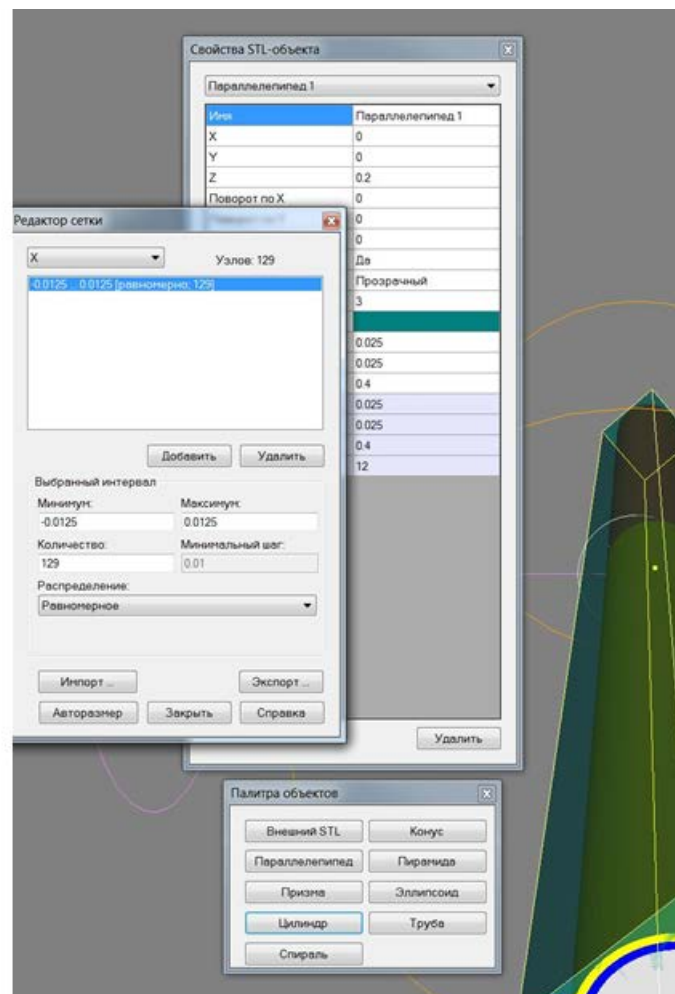 Свойства STL-объекта
Параллелепипед 1
Имя Параллелепипед 1
X 0
Y 0
Z 0.2
Поворот по X 0
0
0
Да
Прозрачный
3
0.025
0.025
0.4
0.025
0.025
0.4
12
Удалить
Редактор сетки
X Узлов: 129
-0.0125 ... 0.0125 [равномерно; 129]
Добавить Удалить
Выбранный интервал
Минимум: Максимум:
-0.0125 0.0125
Количество: Минимальный шаг:
129 0.01
Распределение:
Равномерное
Импорт ... Экспорт ...
Авторазмер Закрыть Справка
Палитра объектов
Внешний STL Конус
Параллелепипед Пирамида
Призма Эллипсоид
Цилиндр Труба
Спираль